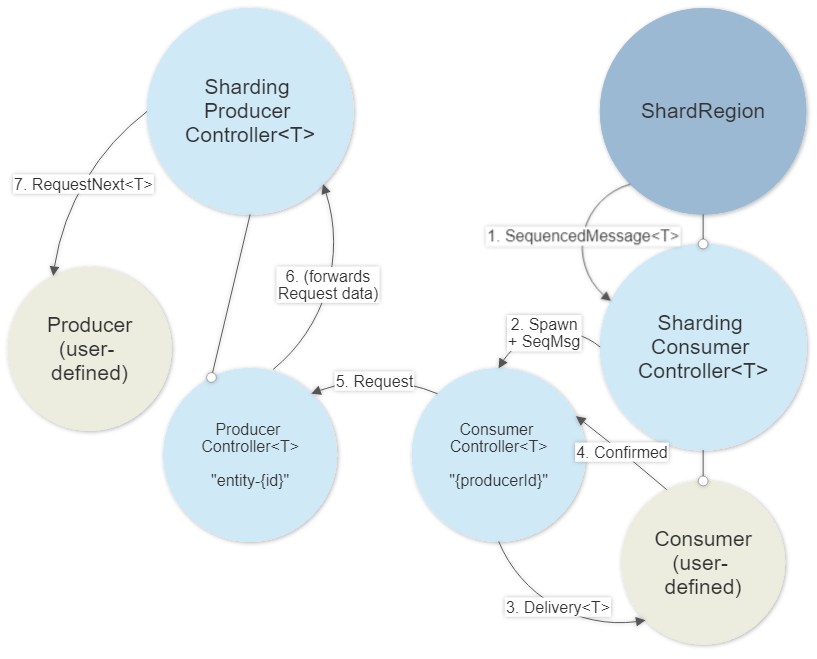 Sharding
Producer
Controller<T>
ShardRegion
7. RequestNext<T>
1. SequencedMessage<T>
6. (forwards
Request data)
Producer
(user-
defined)
2. Spawn
+ SeqMsg
Sharding
Consumer
Controller<T>
5. Request
Producer
Controller<T>
"entity-{id}"
Consumer
Controller<T>
"{producerId}"
4. Confirmed
Consumer
(user-
defined)
3. Delivery<T>